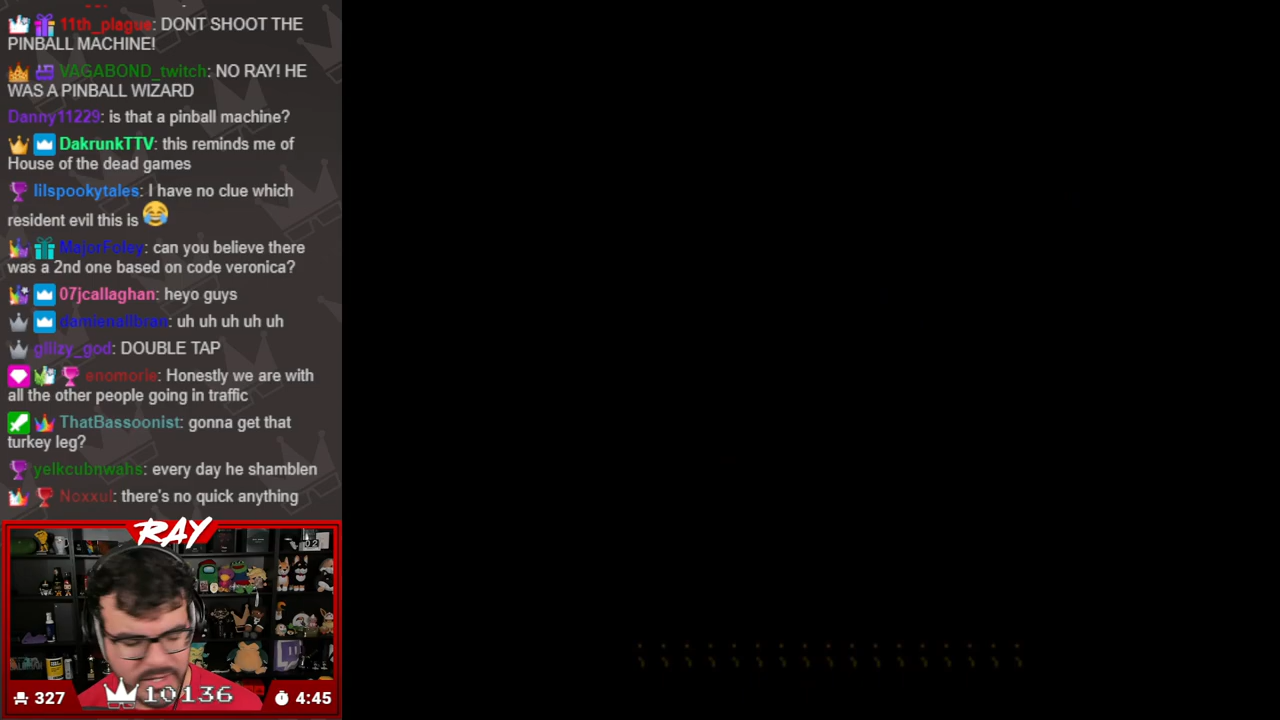 11th_plague: DONT SHOOT THE
PINBALL MACHINE!
VAGABOND_twitch: NO RAY! HE
WAS A PINBALL WIZARD
Danny11229: is that a pinball machine?
DakrunkTTV: this reminds me of
House of the dead games
lilspookytales: I have no clue which
resident evil this is
MajorFoley: can you believe there
was a 2nd one based on code veronica?
07jcallaghan: heyo guys
damienalibran: uh uh uh uh uh
glitzy_god: DOUBLE TAP
enomorie: Honestly we are with
all the other people going in traffic
ThatBassoonist: gonna get that
turkey leg?
yelkcubnwahs: every day he shamblen
Noxxul: there's no quick anything
RAY
327
10136
4:45